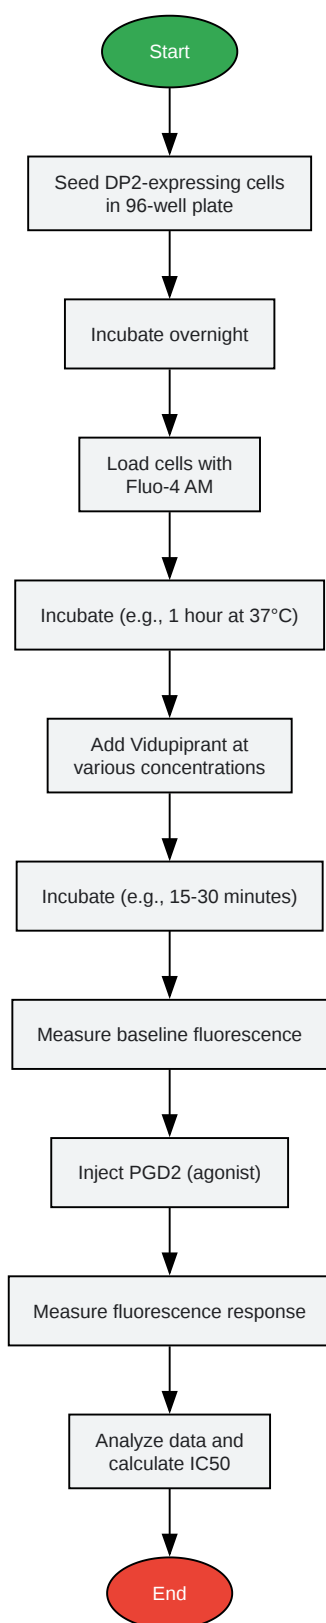 Start
Seed DP2-expressing cells
in 96-well plate
Incubate overnight
Load cells with
Fluo-4 AM
Incubate (e.g., 1 hour at 37°C)
Add Vidupiprant at
various concentrations
Incubate (e.g., 15-30 minutes)
Measure baseline fluorescence
Inject PGD2 (agonist)
Measure fluorescence response
Analyze data and
calculate IC50
End